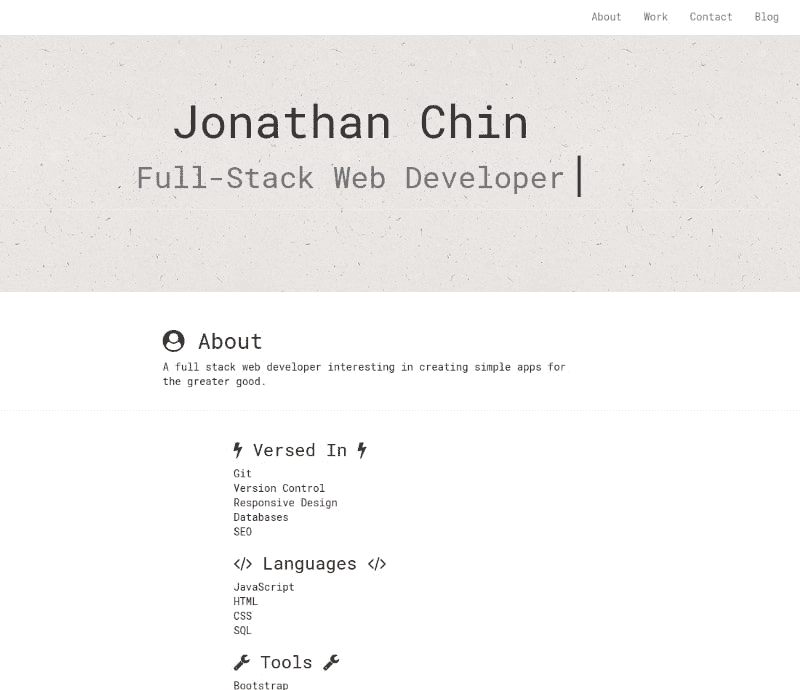 About Work Contact Blog
Jonathan Chin
Full-Stack Web Developer
About
A full stack web developer interesting in creating simple apps for
the greater good.
Versed In
Git
Version Control
Responsive Design
Databases
SEO
Languages
JavaScript
HTML
CSS
SQL
Tools
Bootstrap